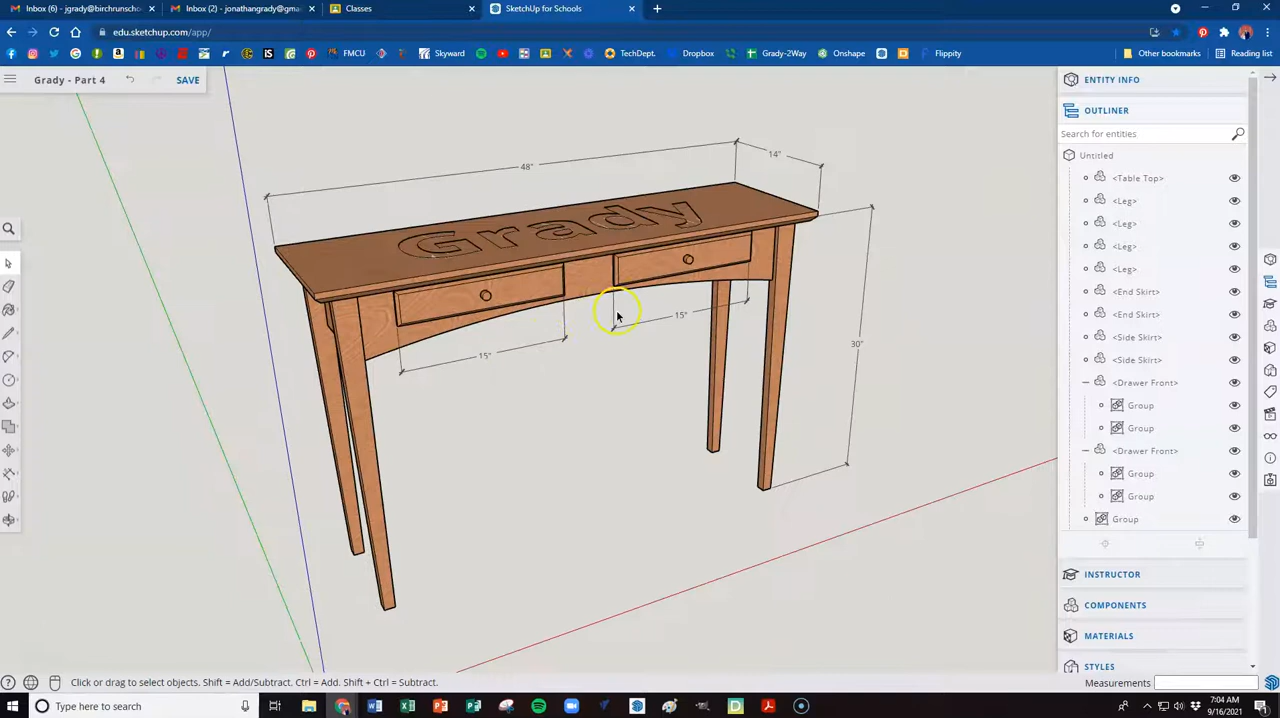 Inbox (6) - jgrady@birchrunscho
Inbox (2) - jonathangrady@gma
Classes
SketchUp for Schools
edu.sketchup.com/app/
FMCU
Skyward
TechDept.
Dropbox
Grady-2Way
Onshape
Flippity
Other bookmarks
Reading list
Grady - Part 4
SAVE
ENTITY INFO
OUTLINER
Search for entities
Untitled
<Table Top>
<Leg>
<Leg>
<Leg>
<Leg>
<End Skirt>
<End Skirt>
<Side Skirt>
<Side Skirt>
<Drawer Front>
Group
Group
<Drawer Front>
Group
Group
Group
INSTRUCTOR
COMPONENTS
MATERIALS
STYLES
48"
14"
Grady
15"
15"
30"
Click or drag to select objects. Shift = Add/Subtract. Ctrl = Add. Shift + Ctrl = Subtract.
Measurements
Type here to search
7:04 AM
9/16/2021